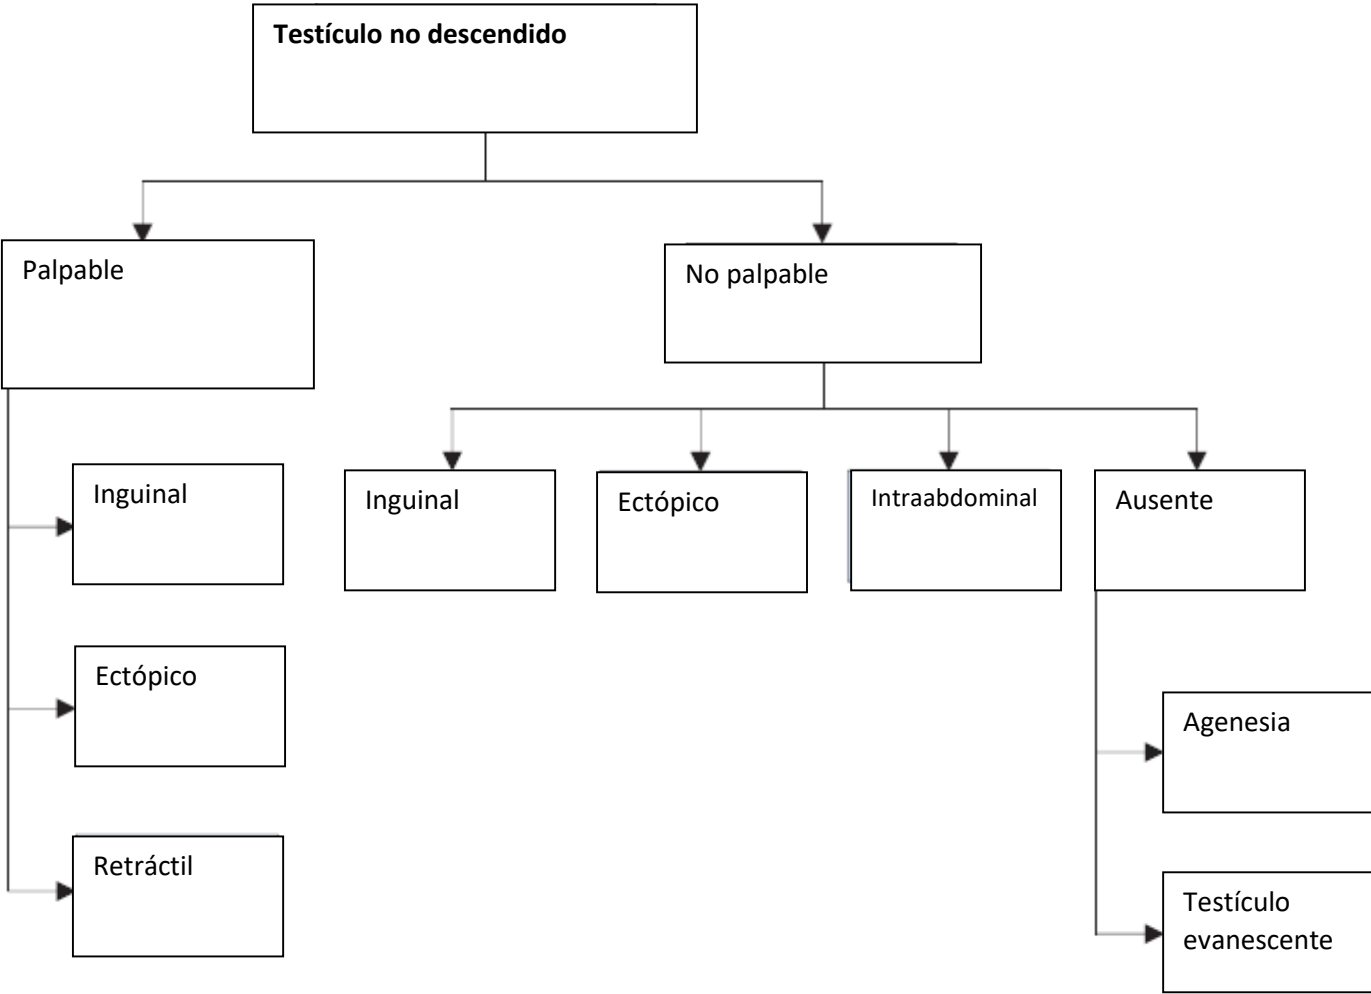 Testículo no descendido
Palpable
No palpable
Inguinal
Inguinal
Ectópico
Intraabdominal
Ausente
Ectópico
Agenesia
Retráctil
Testículo
evanescente